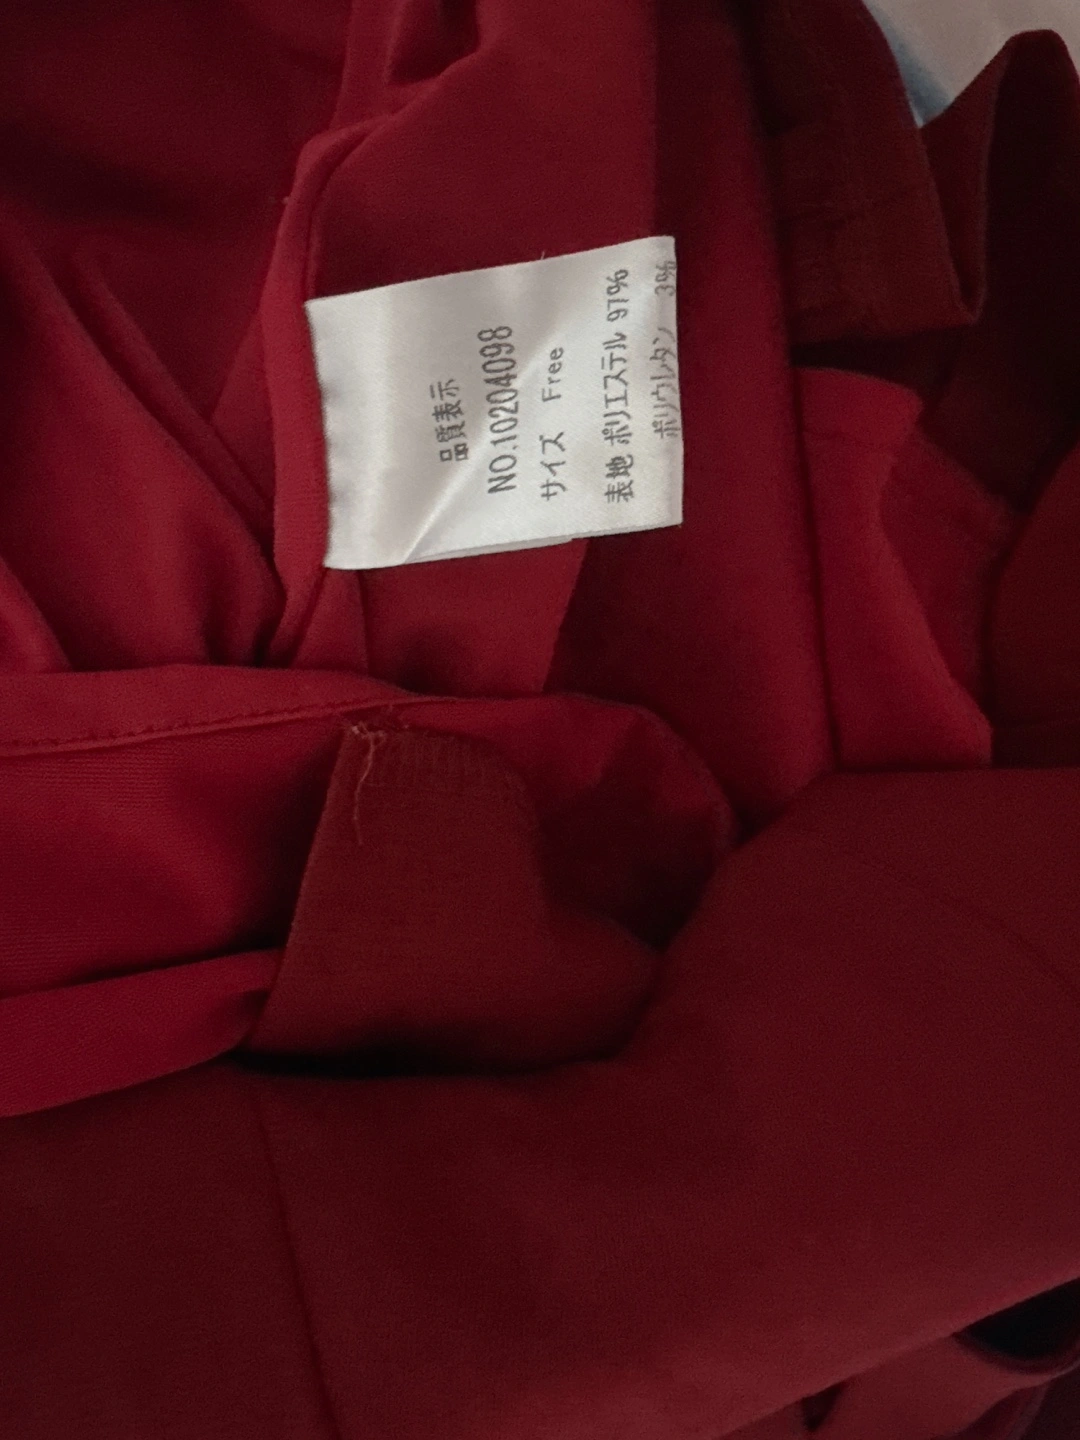 品質表示
NO.10204098
サイズ Free
表地 ポリエステル 97%
ポリウレタン 3%